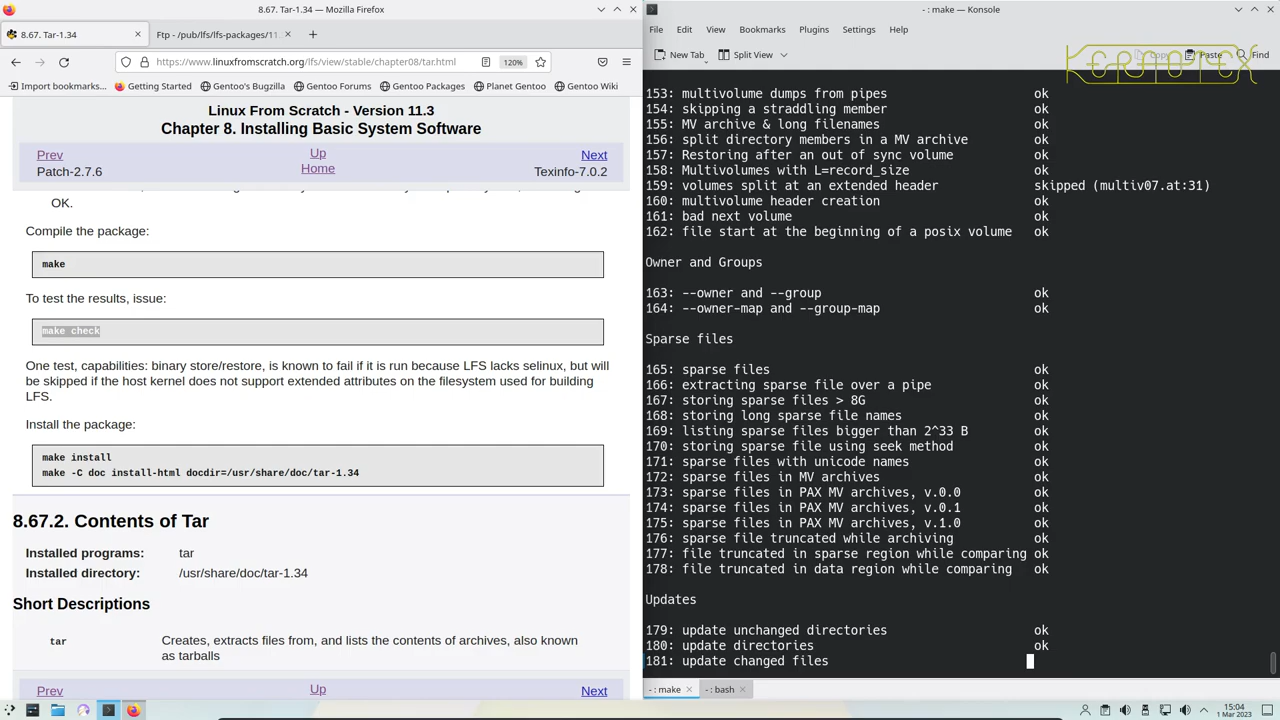 8.67. Tar-1.34 — Mozilla Firefox
8.67. Tar-1.34
Ftp - /pub/lfs/lfs-packages/11.
https://www.linuxfromscratch.org/lfs/view/stable/chapter08/tar.html
120%
Import bookmarks...
Getting Started
Gentoo's Bugzilla
Gentoo Forums
Gentoo Packages
Planet Gentoo
Gentoo Wiki
Linux From Scratch - Version 11.3
Chapter 8. Installing Basic System Software
Prev
Up
Next
Patch-2.7.6
Home
Texinfo-7.0.2
OK.
Compile the package:
make
To test the results, issue:
make check
One test, capabilities: binary store/restore, is known to fail if it is run because LFS lacks selinux, but will
be skipped if the host kernel does not support extended attributes on the filesystem used for building
LFS.
Install the package:
make install
make -C doc install-html docdir=/usr/share/doc/tar-1.34
8.67.2. Contents of Tar
Installed programs: tar
Installed directory: /usr/share/doc/tar-1.34
Short Descriptions
tar Creates, extracts files from, and lists the contents of archives, also known
as tarballs
Prev
Up
Next
- : make — Konsole
File Edit View Bookmarks Plugins Settings Help
New Tab
Split View
Copy
Paste
Find
KERAPLEX
153: multivolume dumps from pipes ok
154: skipping a straddling member ok
155: MV archive & long filenames ok
156: split directory members in a MV archive ok
157: Restoring after an out of sync volume ok
158: Multivolumes with L=record_size ok
159: volumes split at an extended header skipped (multiv07.at:31)
160: multivolume header creation ok
161: bad next volume ok
162: file start at the beginning of a posix volume ok
Owner and Groups
163: --owner and --group ok
164: --owner-map and --group-map ok
Sparse files
165: sparse files ok
166: extracting sparse file over a pipe ok
167: storing sparse files > 8G ok
168: storing long sparse file names ok
169: listing sparse files bigger than 2^33 B ok
170: storing sparse file using seek method ok
171: sparse files with unicode names ok
172: sparse files in MV archives ok
173: sparse files in PAX MV archives, v.0.0 ok
174: sparse files in PAX MV archives, v.0.1 ok
175: sparse files in PAX MV archives, v.1.0 ok
176: sparse file truncated while archiving ok
177: file truncated in sparse region while comparing ok
178: file truncated in data region while comparing ok
Updates
179: update unchanged directories ok
180: update directories ok
181: update changed files
- : make
- : bash
15:04
1 Mar 2023